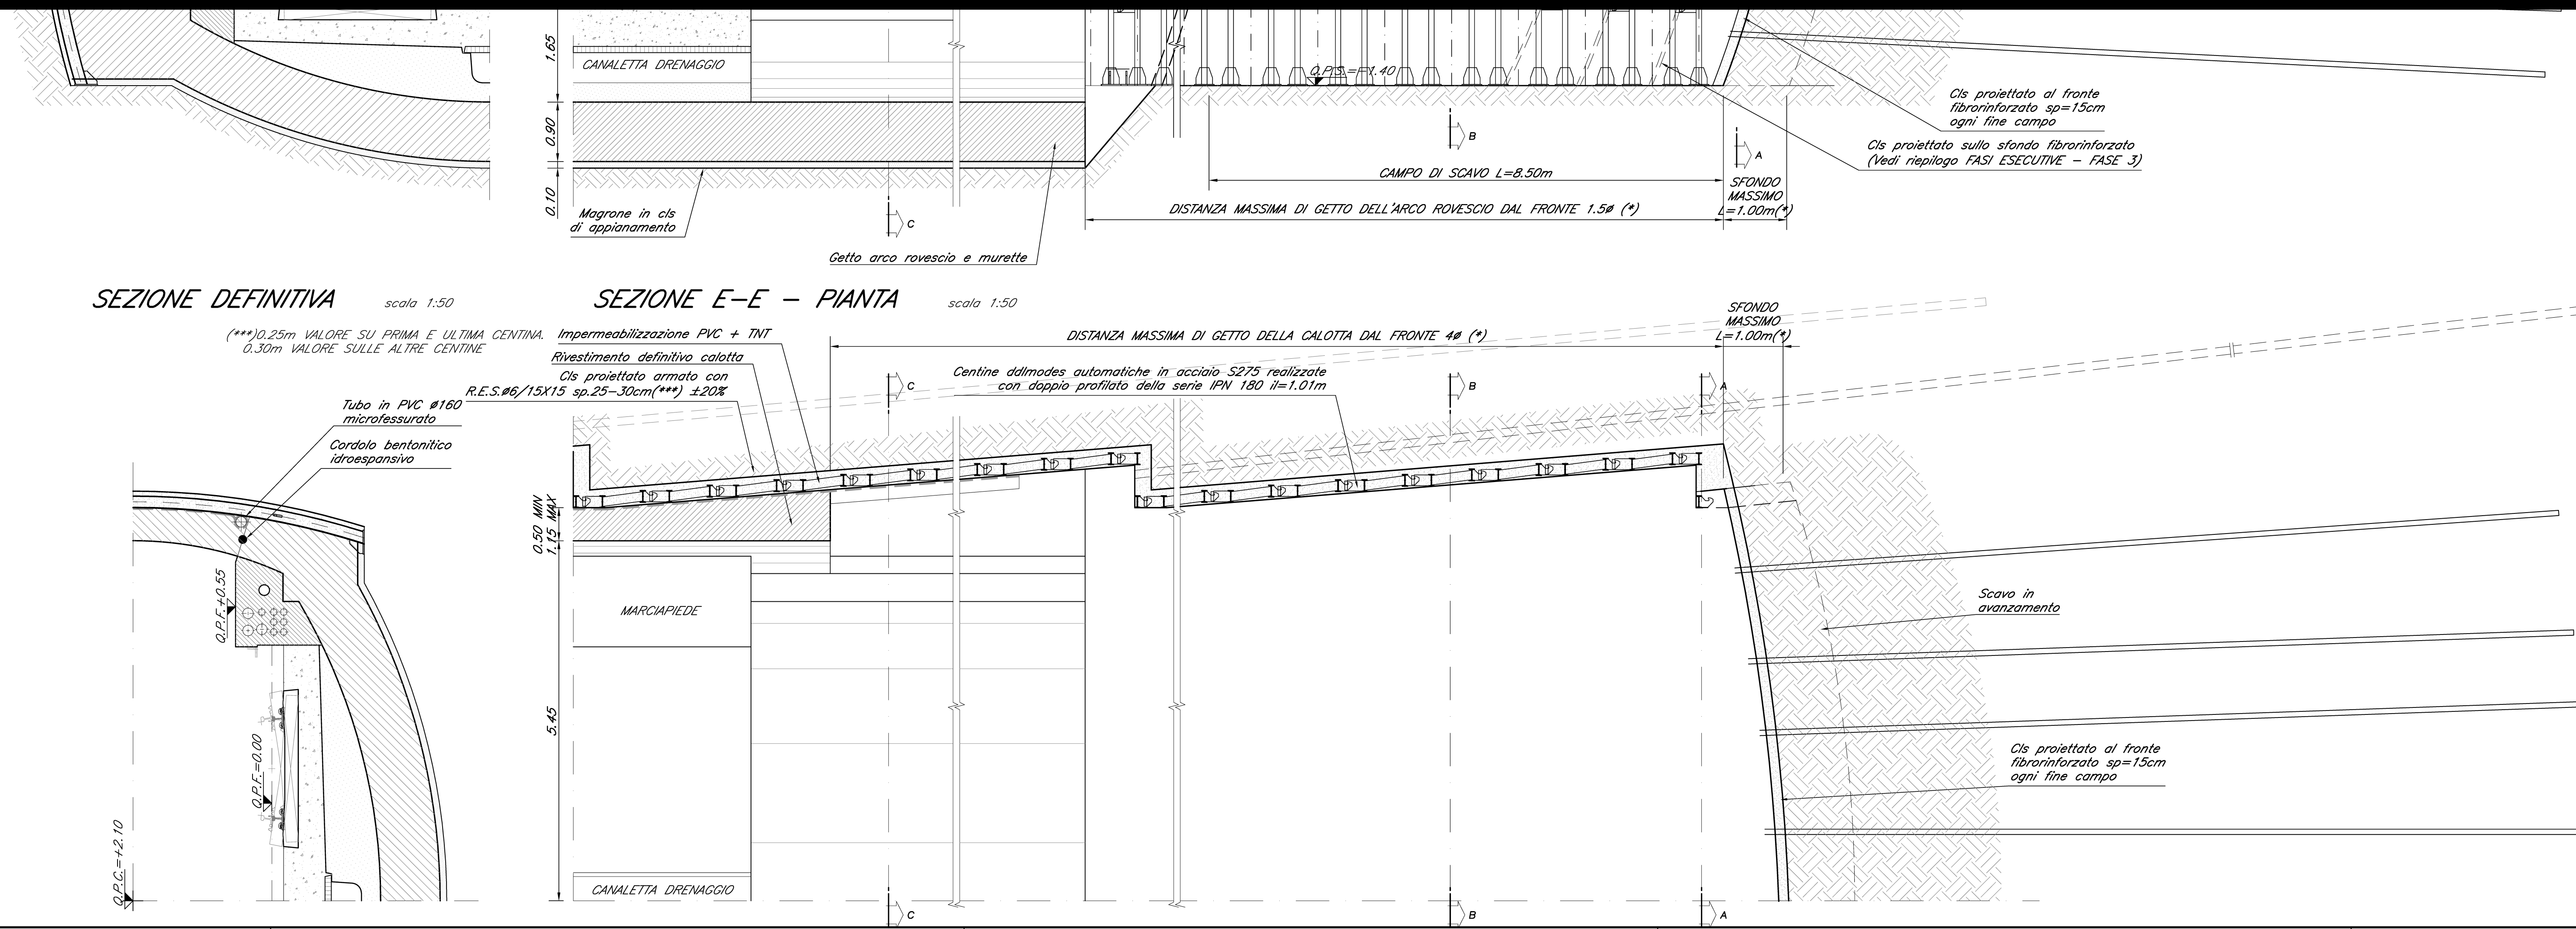 1.65
CANALETTA DRENAGGIO
Q.P.S.=-1.40
Cls proiettato al fronte
fibrorinforzato sp=15cm
ogni fine campo
0.90
B
Cls proiettato sullo sfondo fibrorinforzato
(Vedi riepilogo FASI ESECUTIVE - FASE 3)
A
CAMPO DI SCAVO L=8.50m
SFONDO
MASSIMO
L=1.00m(*)
0.10
DISTANZA MASSIMA DI GETTO DELL'ARCO ROVESCIO DAL FRONTE 1.5ø (*)
Magrone in cls
di appianamento
C
Getto arco rovescio e murette
SEZIONE DEFINITIVA scala 1:50
SEZIONE E-E - PIANTA scala 1:50
(***)0.25m VALORE SU PRIMA E ULTIMA CENTINA.
0.30m VALORE SULLE ALTRE CENTINE
Impermeabilizzazione PVC + TNT
DISTANZA MASSIMA DI GETTO DELLA CALOTTA DAL FRONTE 4ø (*)
SFONDO
MASSIMO
L=1.00m(*)
Rivestimento definitivo calotta
Cls proiettato armato con
R.E.S.ø6/15X15 sp.25-30cm(***) ±20%
Centine ddlmodes automatiche in acciaio S275 realizzate
con doppio profilato della serie IPN 180 il=1.01m
C
B
A
Tubo in PVC ø160
microfessurato
Cordolo bentonitico
idroespansivo
0.50 MIN
1.15 MAX
Q.P.F.+0.55
MARCIAPIEDE
Scavo in
avanzamento
5.45
Q.P.F.=0.00
Cls proiettato al fronte
fibrorinforzato sp=15cm
ogni fine campo
Q.P.C.=+2.10
CANALETTA DRENAGGIO
C
B
A